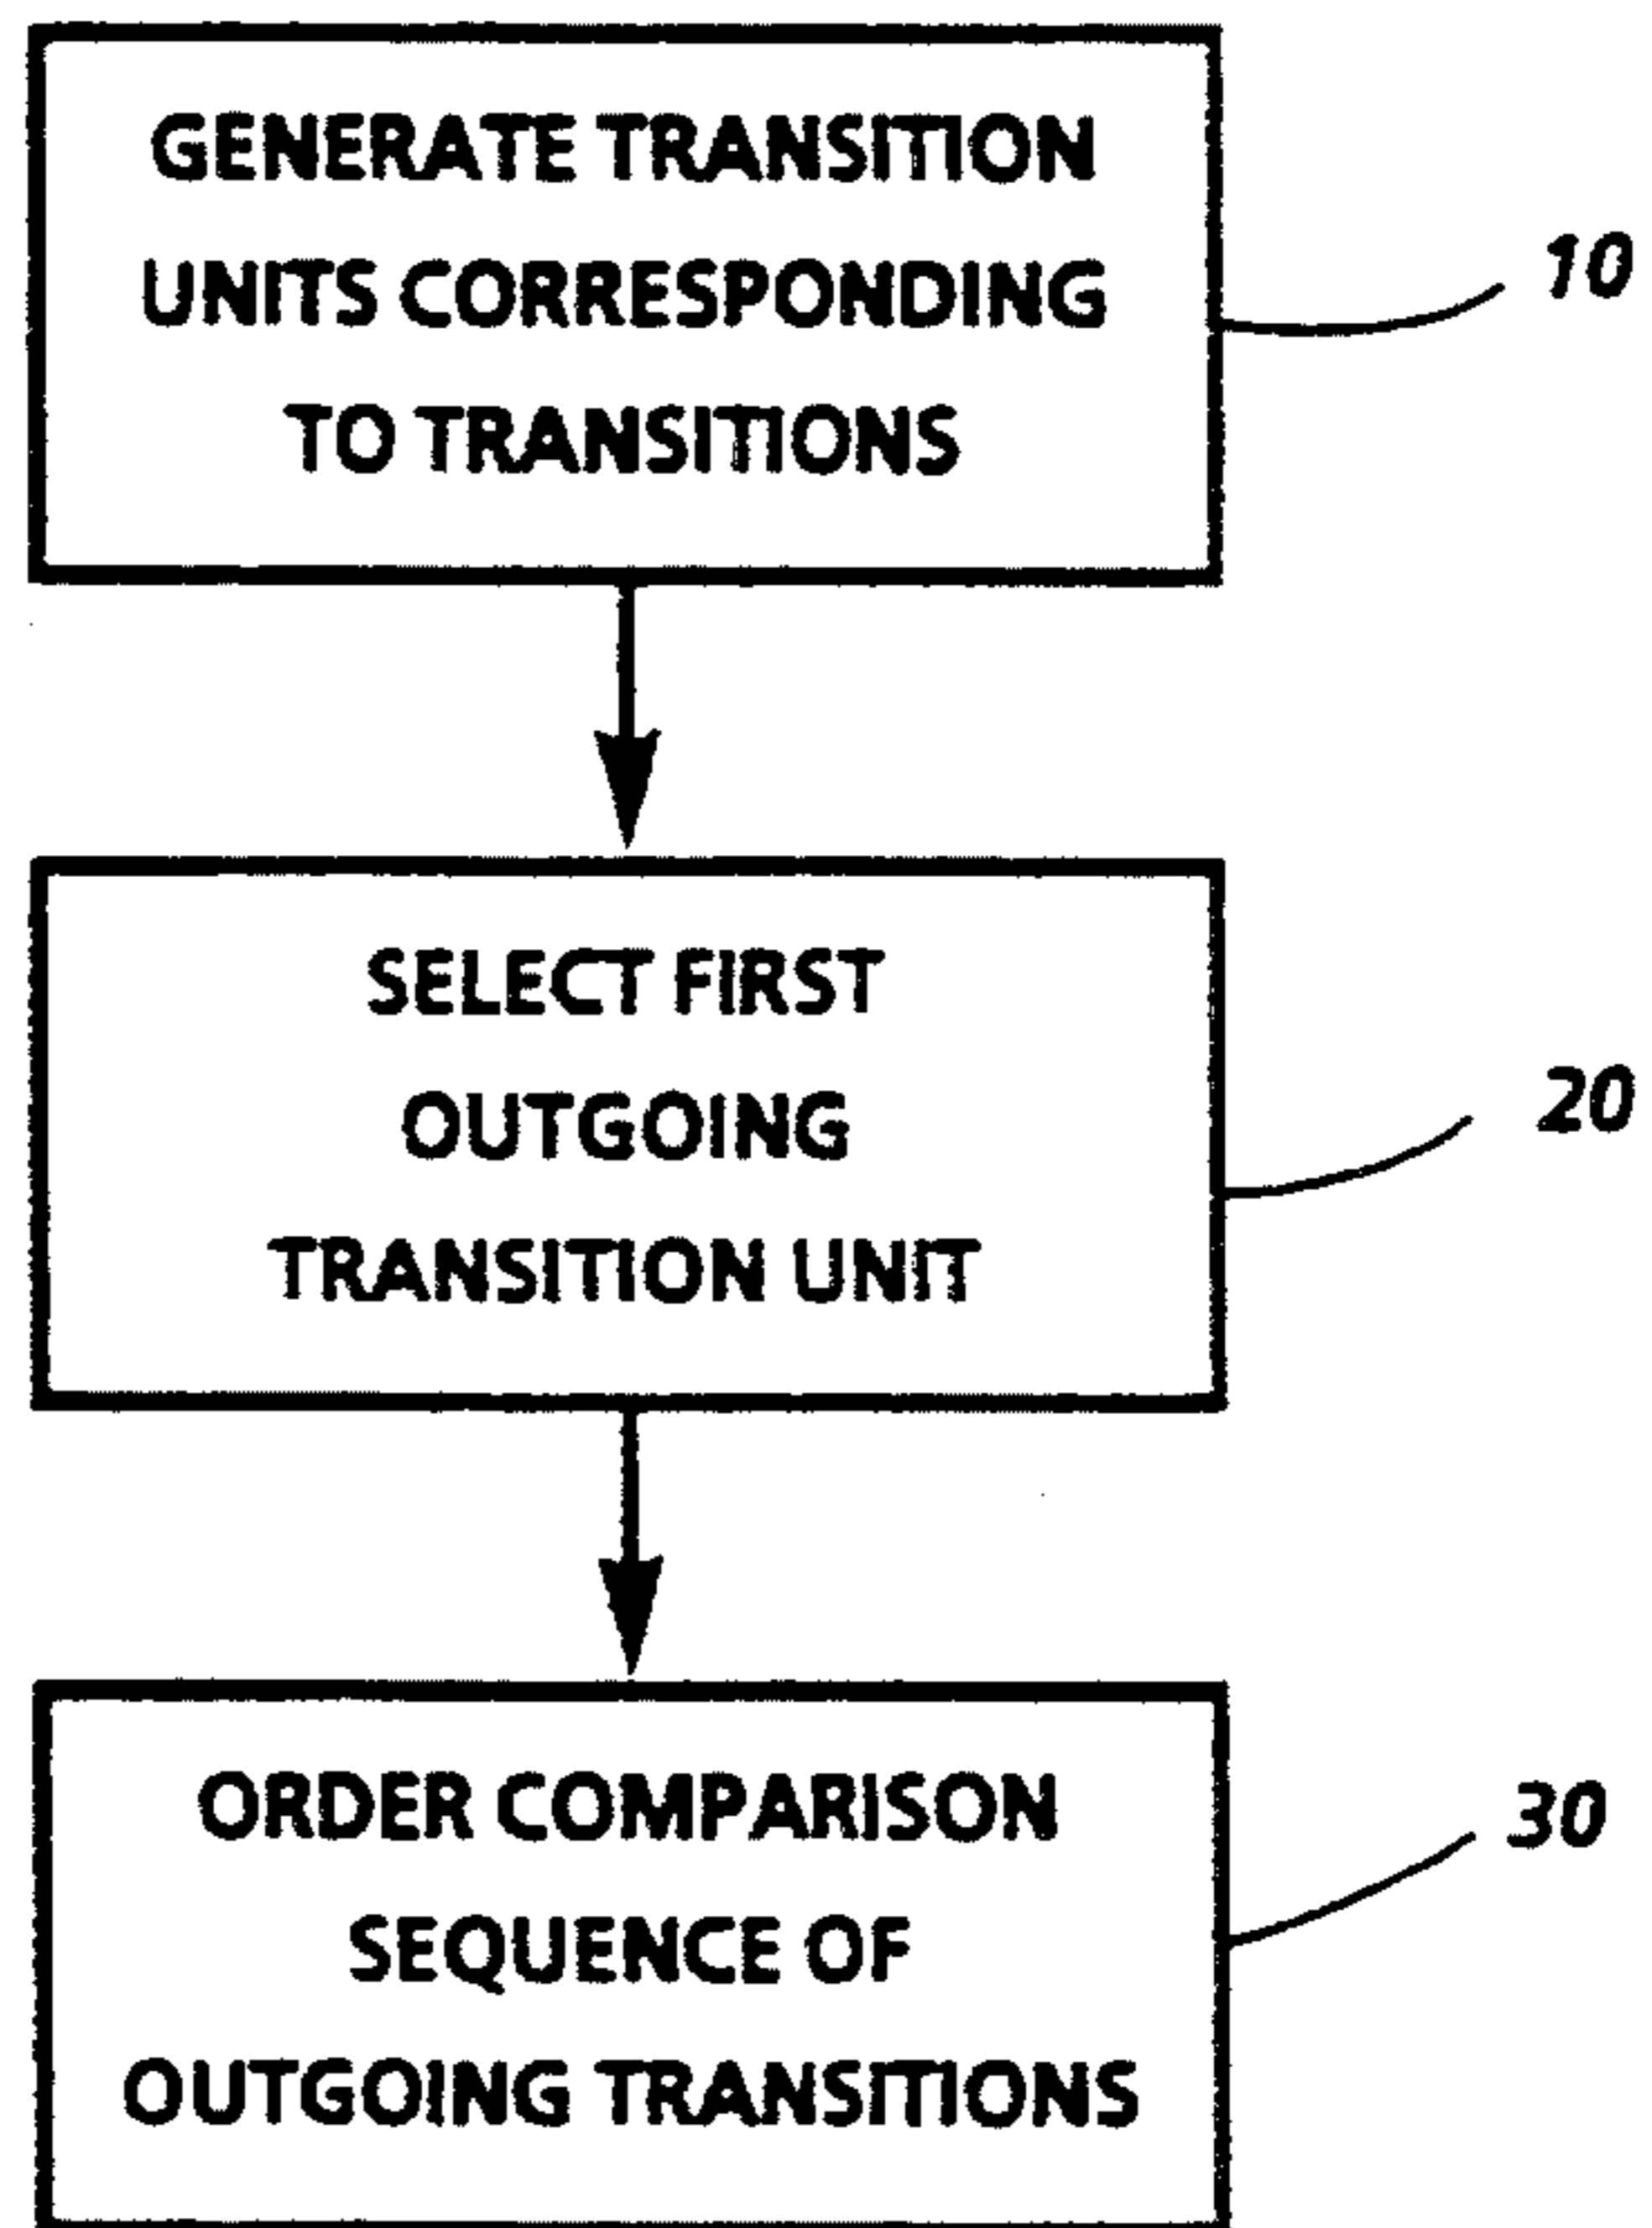 GENERATE TRANSITION
UNITS CORRESPONDING
TO TRANSITIONS
10
SELECT FIRST
OUTGOING
TRANSITION UNIT
20
ORDER COMPARISON
SEQUENCE OF
OUTGOING TRANSITIONS
30